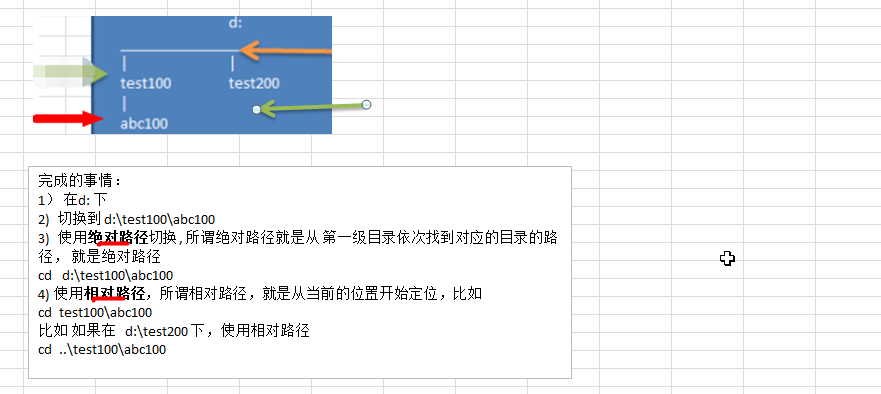 d:
test100 test200
abc100
完成的事情：
1） 在d: 下
2) 切换到 d:\test100\abc100
3) 使用绝对路径切换, 所谓绝对路径就是从 第一级目录依次找到对应的目录的路
径， 就是绝对路径
cd d:\test100\abc100
4) 使用相对路径，所谓相对路径，就是从当前的位置开始定位，比如
cd test100\abc100
比如 如果在 d:\test200 下，使用相对路径
cd ..\test100\abc100